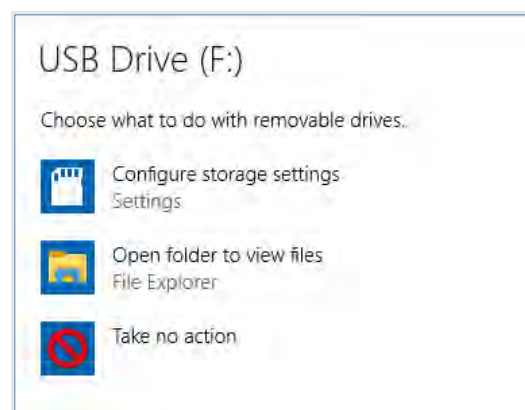 USB Drive (F:)
Choose what to do with removable drives.
Configure storage settings
Settings
Open folder to view files
File Explorer
Take no action